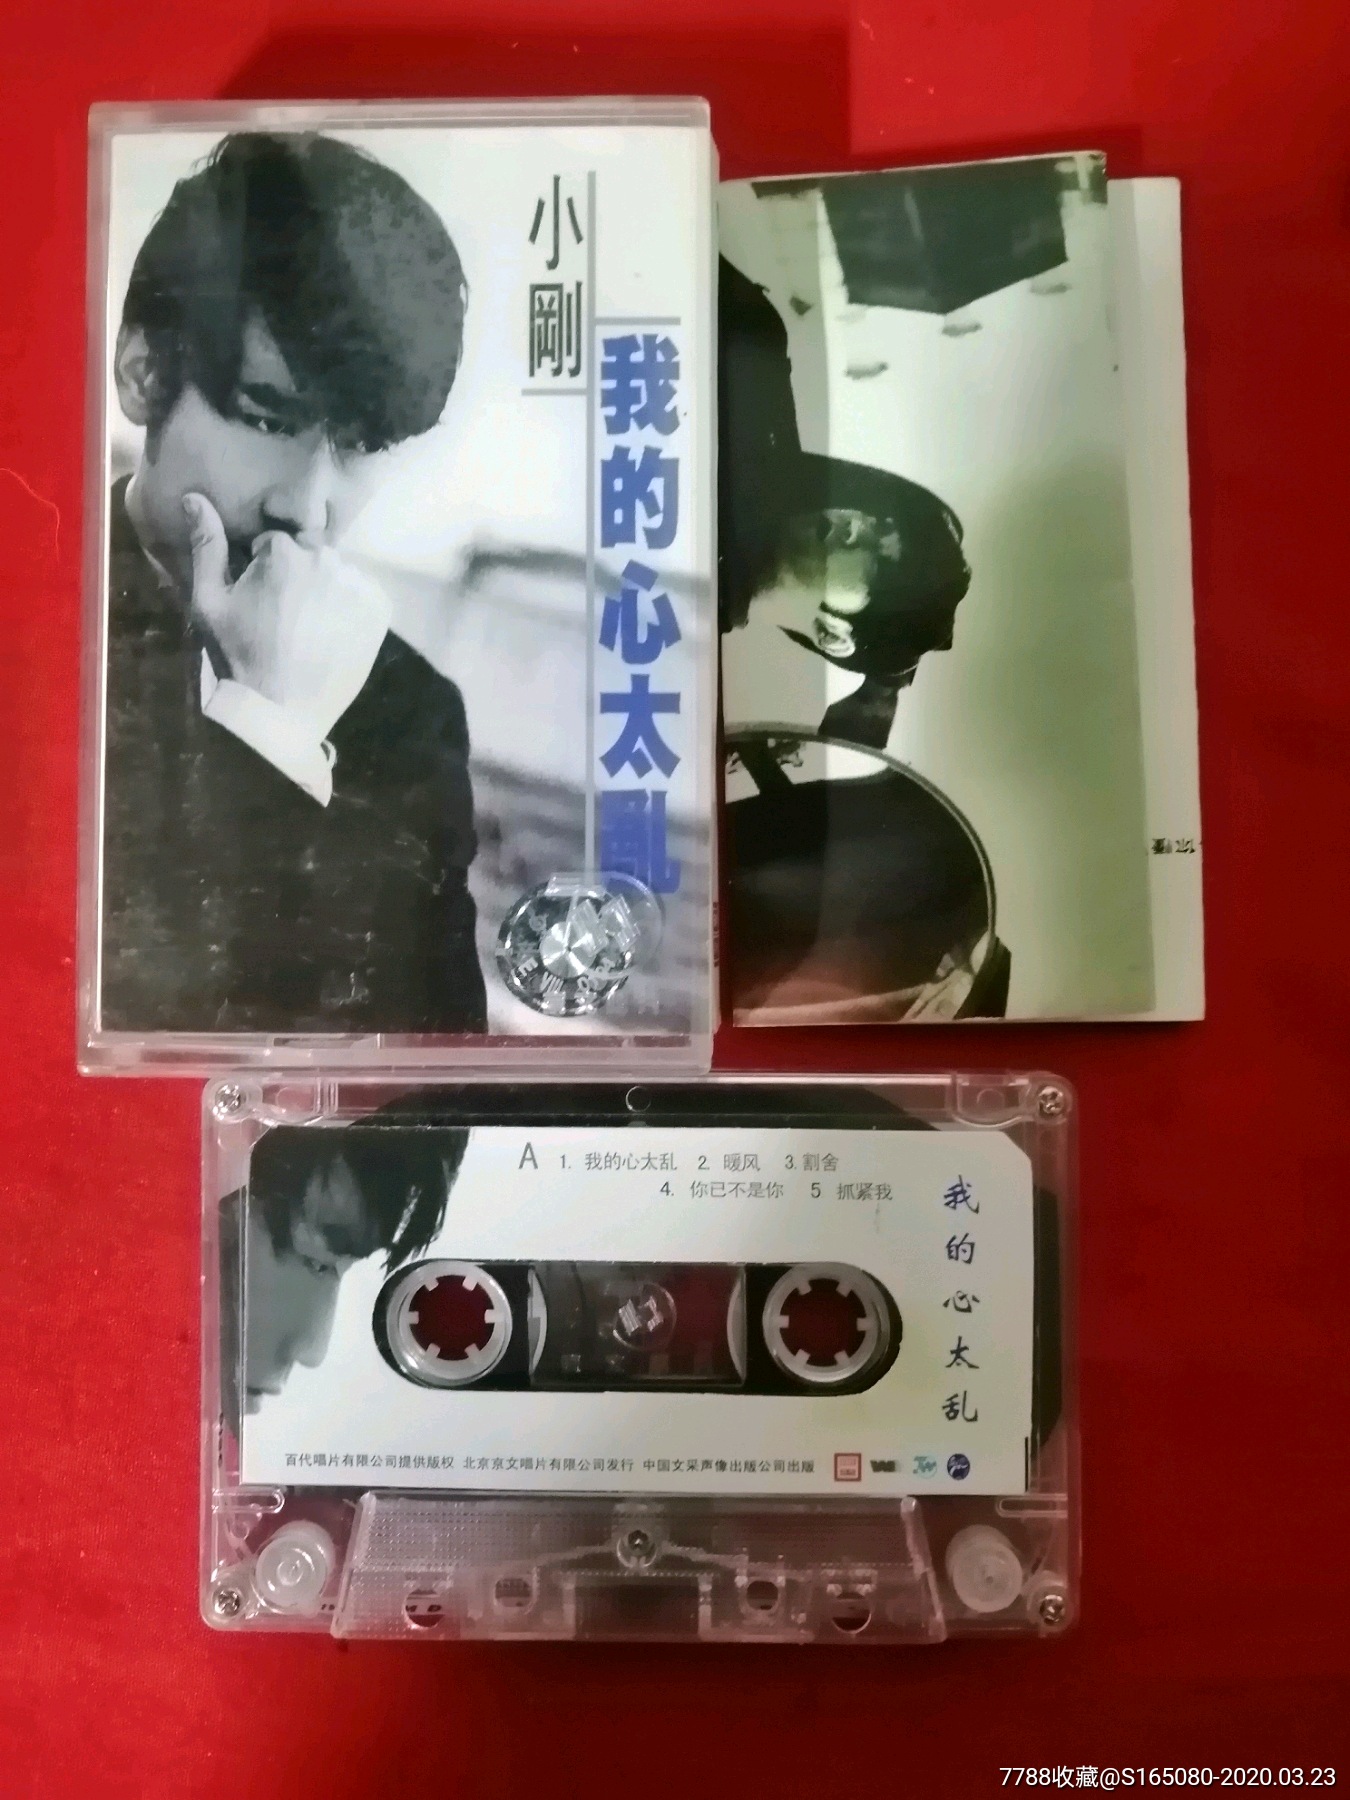 小剛
我的心太亂
A 1. 我的心太乱 2. 暖风 3. 割舍
4. 你已不是你 5 抓紧我
我的心太乱
百代唱片有限公司提供版权 北京京文唱片有限公司发行 中国文采声像出版公司出版
7788收藏@S165080-2020.03.23